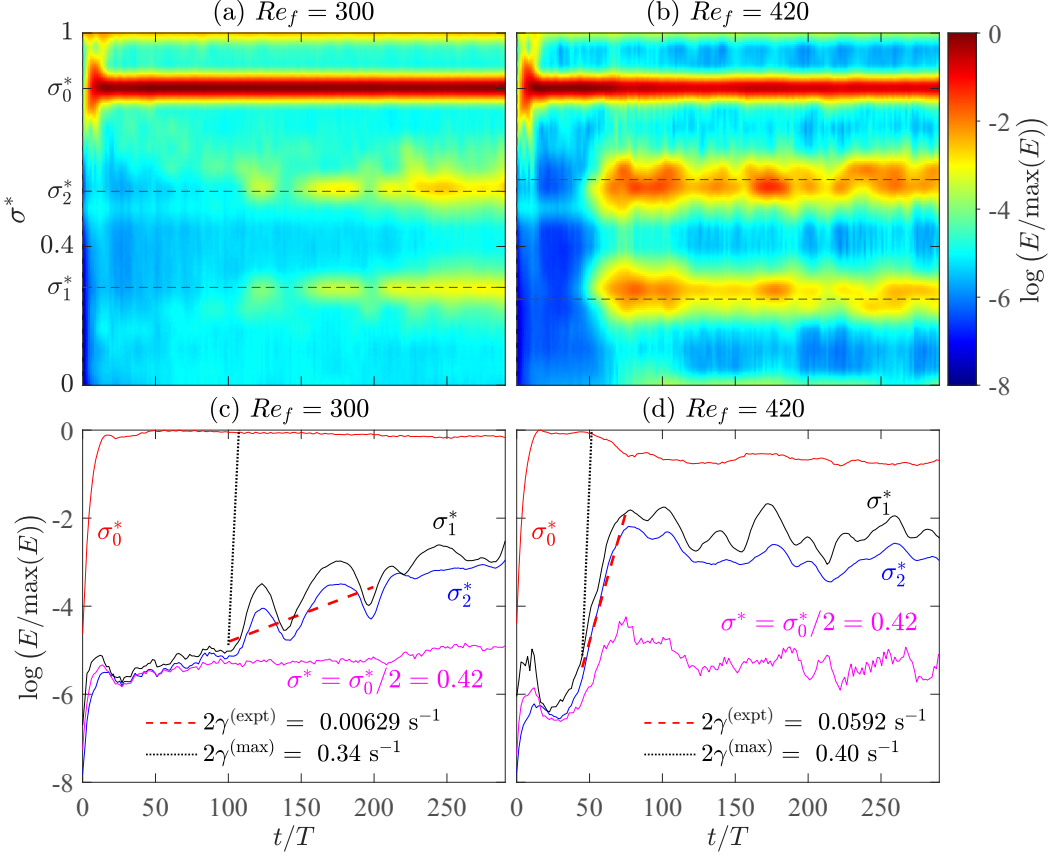 (a) Re_f = 300
(b) Re_f = 420
1
σ*_0
σ*_2
0.4
σ*_1
0
σ*
0
-2
-4
-6
-8
log (E/max(E))
(c) Re_f = 300
(d) Re_f = 420
0
-2
-4
-6
-8
log (E/max(E))
σ*_0
σ*_1
σ*_2
σ* = σ*_0/2 = 0.42
2γ^(expt) = 0.00629 s^−1
2γ^(max) = 0.34 s^−1
0 50 100 150 200 250
t/T
σ*_0
σ*_1
σ*_2
σ* = σ*_0/2 = 0.42
2γ^(expt) = 0.0592 s^−1
2γ^(max) = 0.40 s^−1
0 50 100 150 200 250
t/T